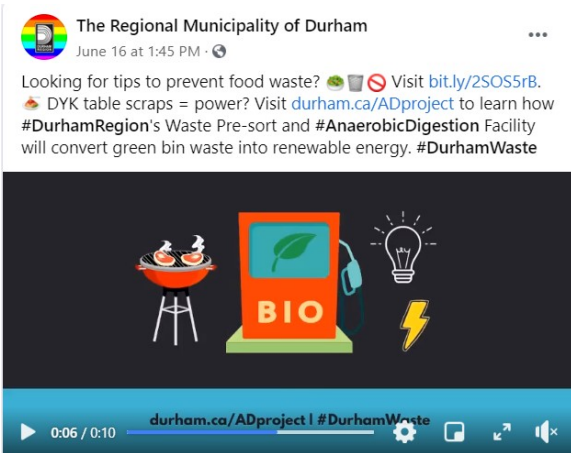 The Regional Municipality of Durham
June 16 at 1:45 PM ·
Looking for tips to prevent food waste? 🥗🗑️🚫 Visit bit.ly/2SOS5rB.
🍝 DYK table scraps = power? Visit durham.ca/ADproject to learn how
#DurhamRegion's Waste Pre-sort and #AnaerobicDigestion Facility
will convert green bin waste into renewable energy. #DurhamWaste
BIO
durham.ca/ADproject | #DurhamWaste
0:06 / 0:10